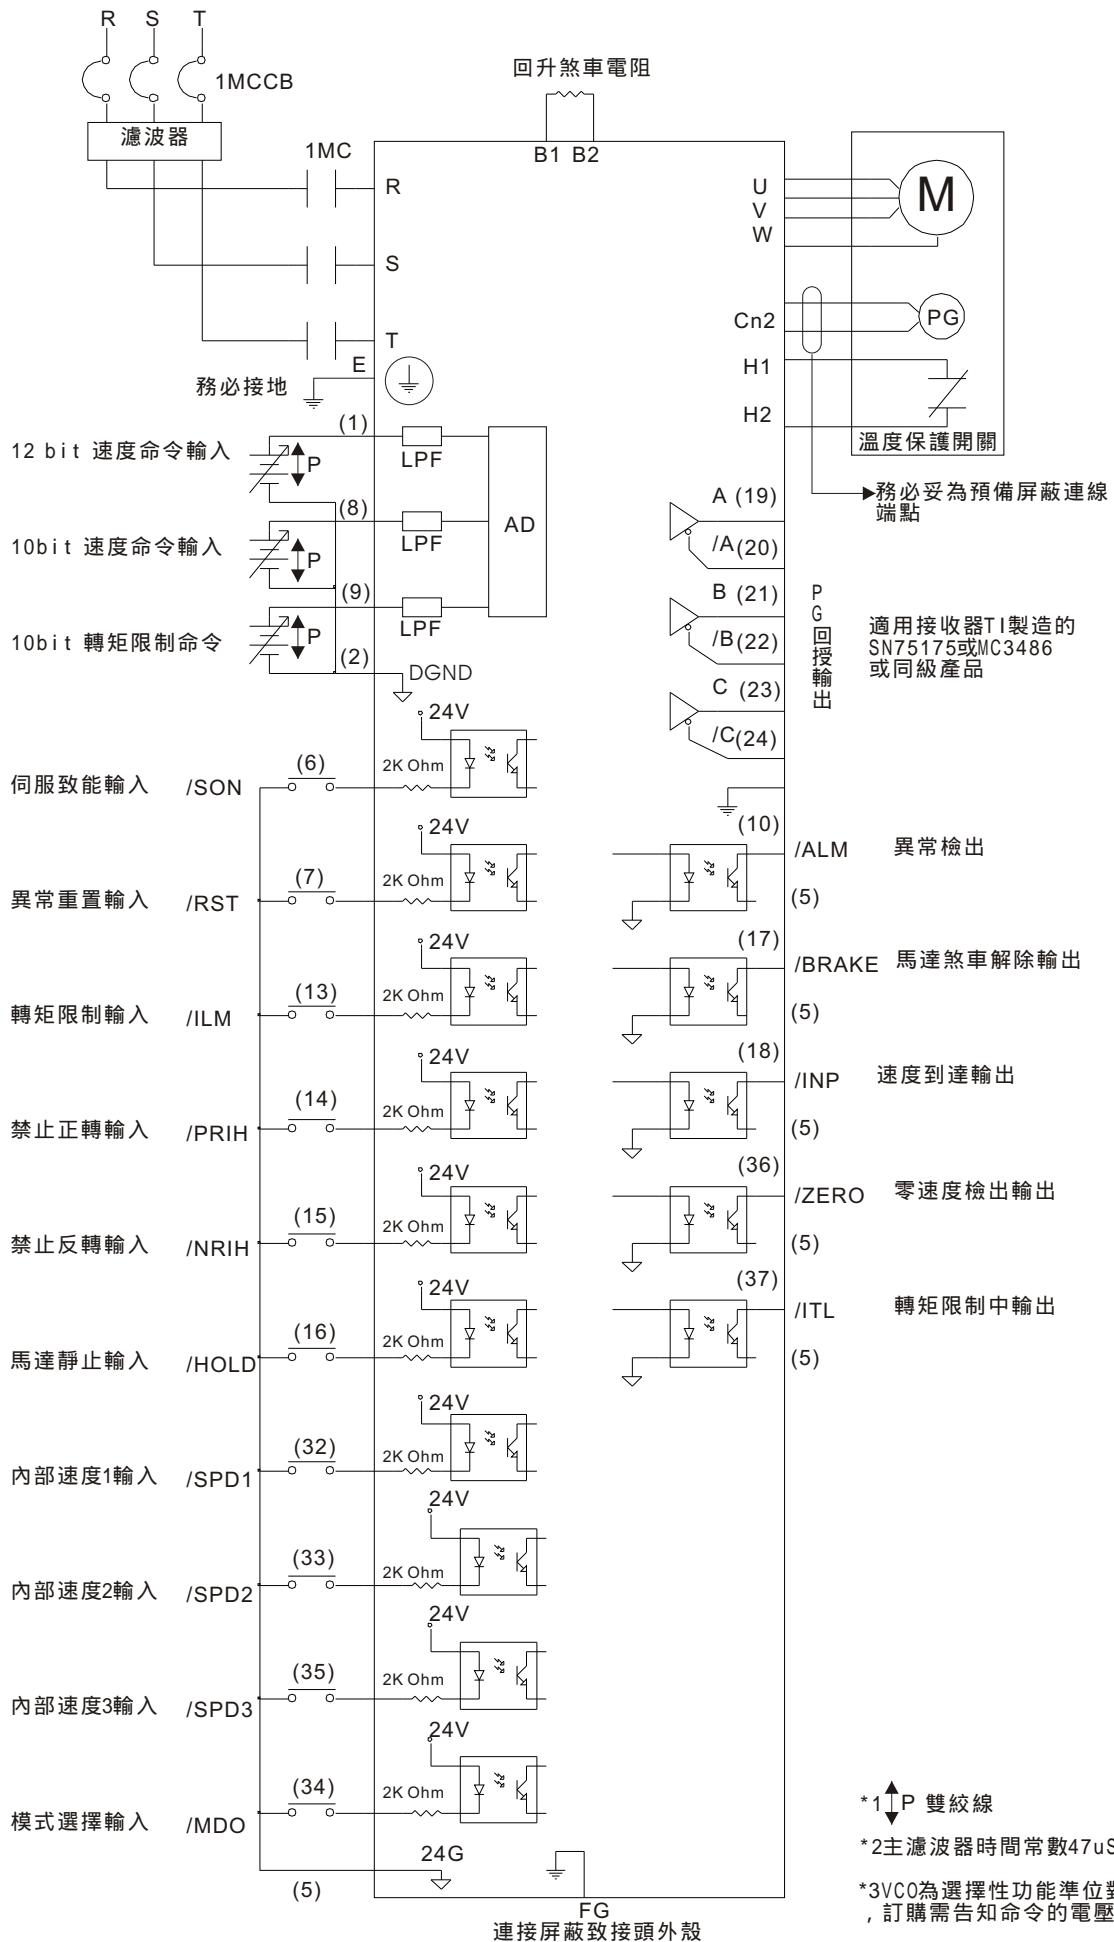 R S T
1MCCB
濾波器
1MC
回升煞車電阻
B1 B2
R
S
T
E
務必接地
U
V
W
M
Cn2
PG
H1
H2
溫度保護開關
務必妥為預備屏蔽連線
端點
12 bit 速度命令輸入
P
(1)
LPF
10bit 速度命令輸入
P
(8)
LPF
AD
10bit 轉矩限制命令
P
(9)
LPF
(2)
DGND
A (19)
/A (20)
B (21)
/B (22)
C (23)
/C (24)
PG回授輸出
適用接收器TI製造的
SN75175或MC3486
或同級產品
24V
伺服致能輸入 /SON (6) 2K Ohm
24V
異常重置輸入 /RST (7) 2K Ohm
24V
轉矩限制輸入 /ILM (13) 2K Ohm
24V
禁止正轉輸入 /PRIH (14) 2K Ohm
24V
禁止反轉輸入 /NRIH (15) 2K Ohm
24V
馬達靜止輸入 /HOLD (16) 2K Ohm
24V
內部速度1輸入 /SPD1 (32) 2K Ohm
24V
內部速度2輸入 /SPD2 (33) 2K Ohm
24V
內部速度3輸入 /SPD3 (35) 2K Ohm
24V
模式選擇輸入 /MDO (34) 2K Ohm
24G
(5)
(10)
/ALM 異常檢出
(5)
(17)
/BRAKE 馬達煞車解除輸出
(5)
(18)
/INP 速度到達輸出
(5)
(36)
/ZERO 零速度檢出輸出
(5)
(37)
/ITL 轉矩限制中輸出
(5)
FG
連接屏蔽致接頭外殼
*1 P 雙絞線
*2主濾波器時間常數47uS
*3VCO為選擇性功能準位對
，訂購需告知命令的電壓